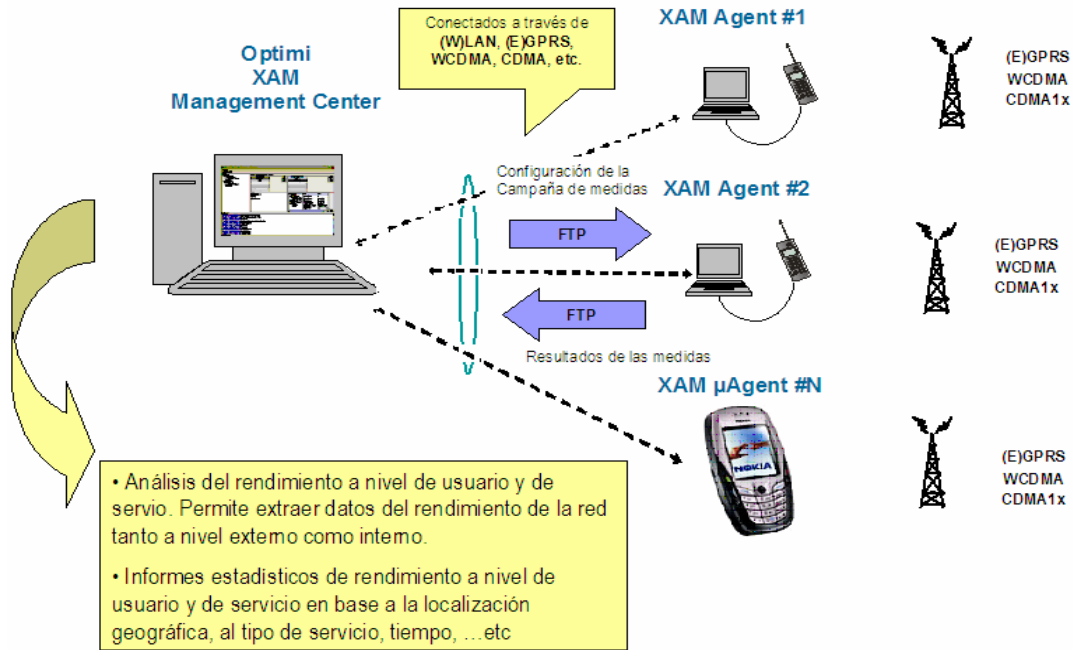 Conectados a través de
(W)LAN, (E)GPRS,
WCDMA, CDMA, etc.
Optimi
XAM
Management Center
XAM Agent #1
(E)GPRS
WCDMA
CDMA1x
Configuración de la
Campaña de medidas
XAM Agent #2
FTP
(E)GPRS
WCDMA
CDMA1x
FTP
Resultados de las medidas
XAM µAgent #N
NOKIA
(E)GPRS
WCDMA
CDMA1x
• Análisis del rendimiento a nivel de usuario y de
servio. Permite extraer datos del rendimiento de la red
tanto a nivel externo como interno.
• Informes estadísticos de rendimiento a nivel de
usuario y de servicio en base a la localización
geográfica, al tipo de servicio, tiempo, …etc